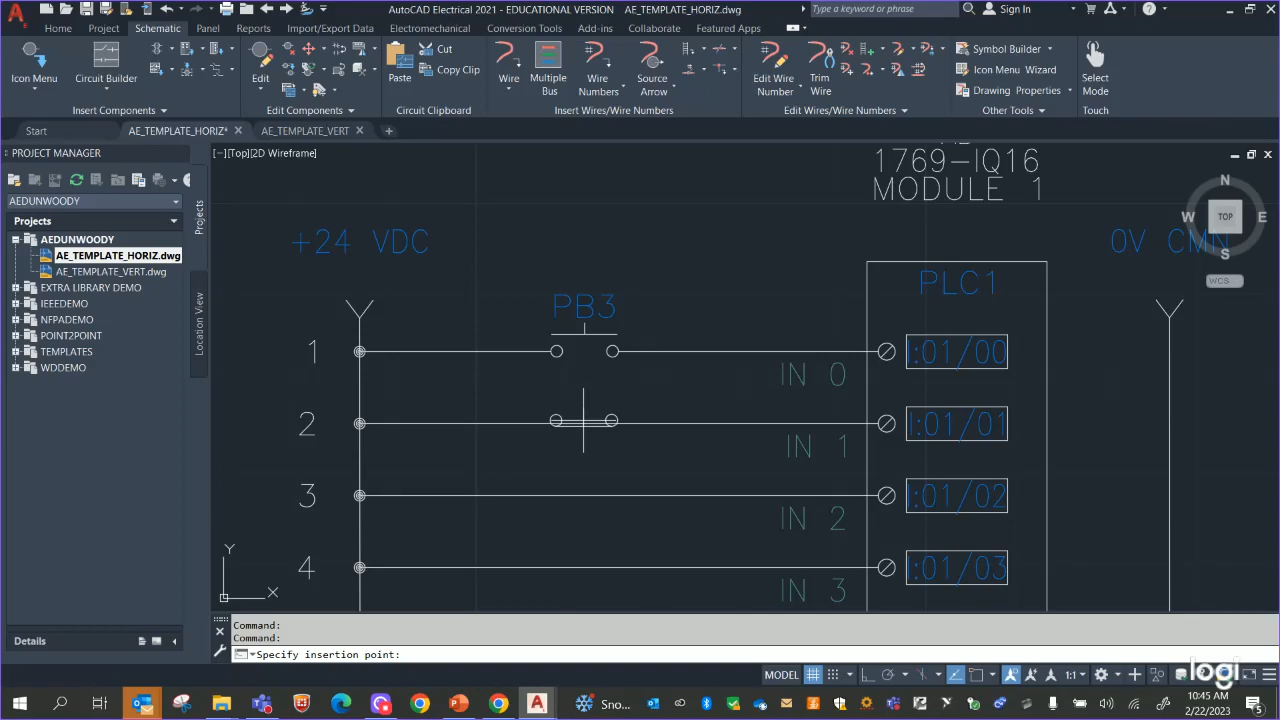 AutoCAD Electrical 2021 - EDUCATIONAL VERSION AE_TEMPLATE_HORIZ.dwg
Type a keyword or phrase
Sign In
Home Project Schematic Panel Reports Import/Export Data Electromechanical Conversion Tools Add-ins Collaborate Featured Apps
Icon Menu
Circuit Builder
Edit
Paste
Cut
Copy Clip
Wire
Multiple
Bus
Wire
Numbers
Source
Arrow
Edit Wire
Number
Trim
Wire
Symbol Builder
Icon Menu Wizard
Drawing Properties
Select
Mode
Insert Components
Edit Components
Circuit Clipboard
Insert Wires/Wire Numbers
Edit Wires/Wire Numbers
Other Tools
Touch
Start
AE_TEMPLATE_HORIZ*
AE_TEMPLATE_VERT
PROJECT MANAGER
AEDUNWOODY
Projects
AEDUNWOODY
AE_TEMPLATE_HORIZ.dwg
AE_TEMPLATE_VERT.dwg
EXTRA LIBRARY DEMO
IEEEDEMO
NFPADEMO
POINT2POINT
TEMPLATES
WDDEMO
Details
Projects
Location View
[−][Top][2D Wireframe]
1769-IQ16
MODULE 1
+24 VDC
0V CMN
N
W TOP E
S
WCS
PLC1
PB3
1
I:01/00
IN 0
2
I:01/01
IN 1
3
I:01/02
IN 2
4
I:01/03
IN 3
Y
X
Command:
Command:
Specify insertion point:
MODEL
1:1
logi
Sno...
10:45 AM
2/22/2023
5